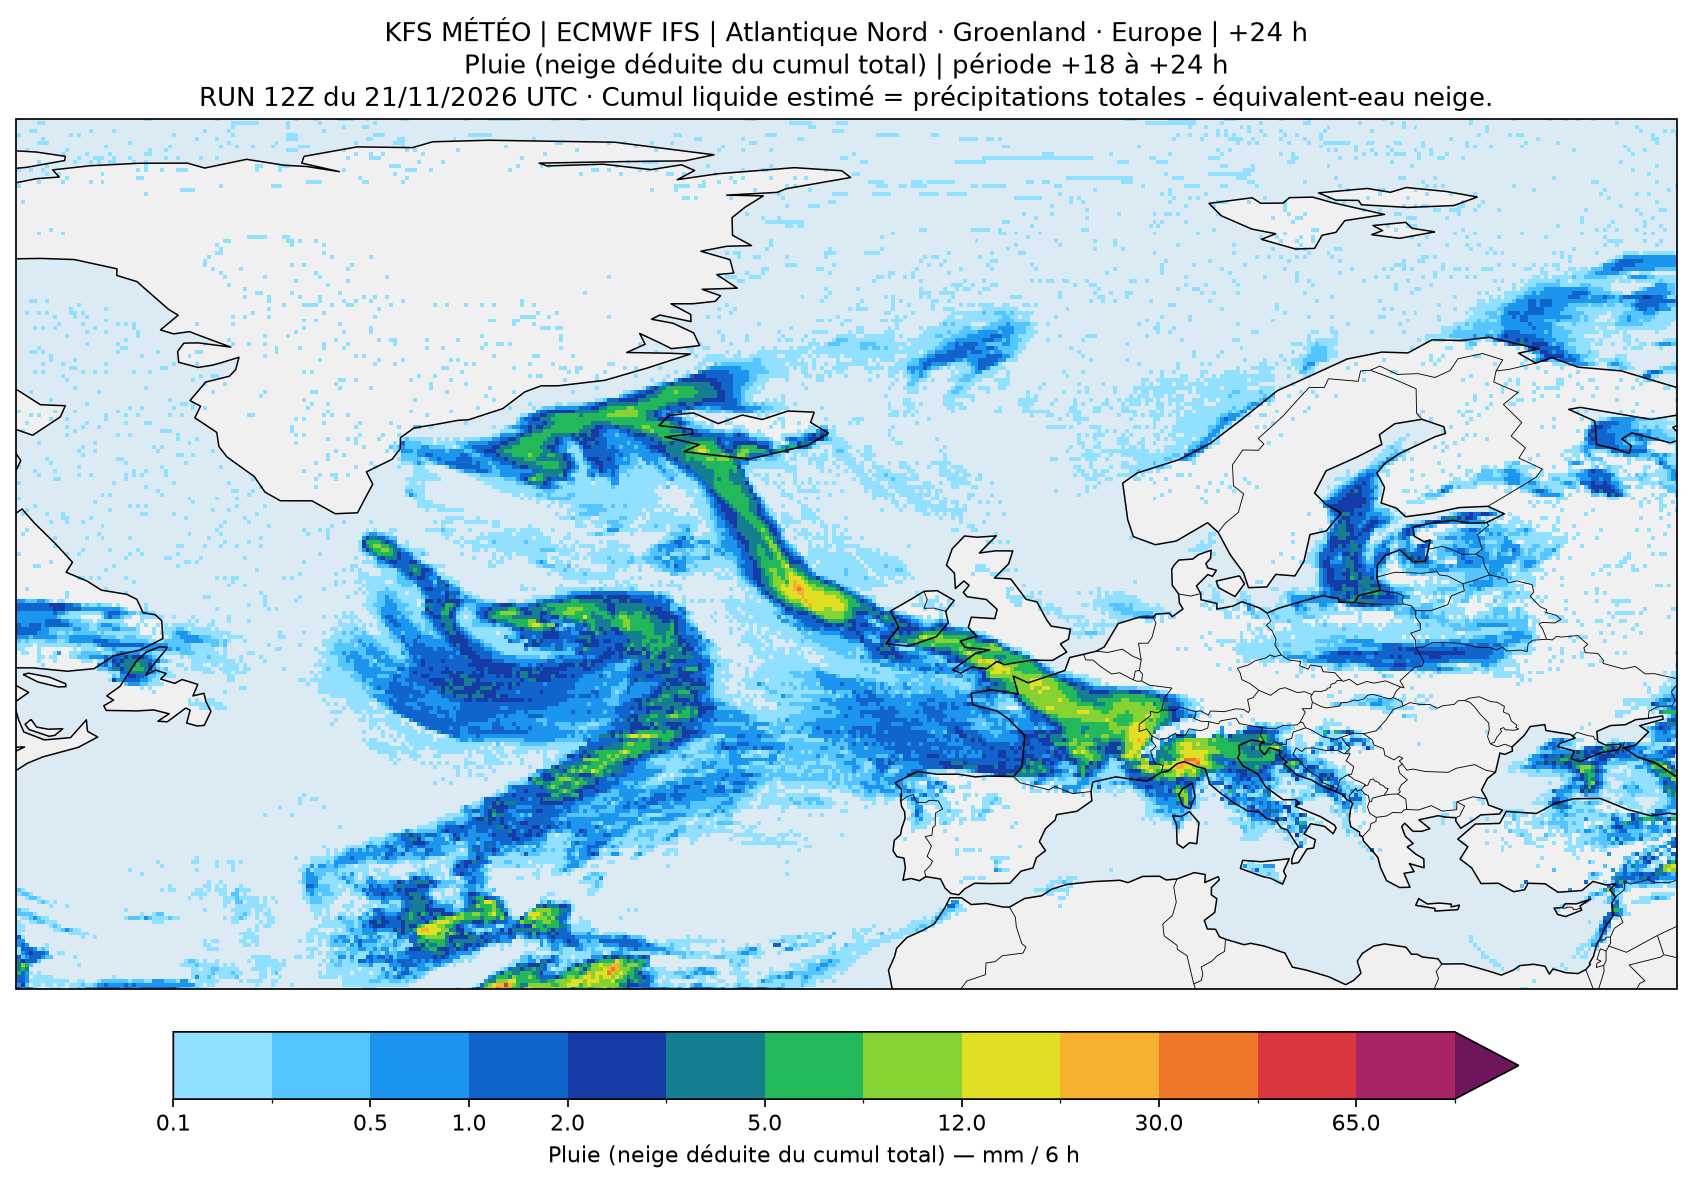 KFS MÉTÉO | ECMWF IFS | Atlantique Nord · Groenland · Europe | +24 h
Pluie (neige déduite du cumul total) | période +18 à +24 h
RUN 12Z du 21/11/2026 UTC · Cumul liquide estimé = précipitations totales - équivalent-eau neige.
0.1 0.5 1.0 2.0 5.0 12.0 30.0 65.0
Pluie (neige déduite du cumul total) — mm / 6 h